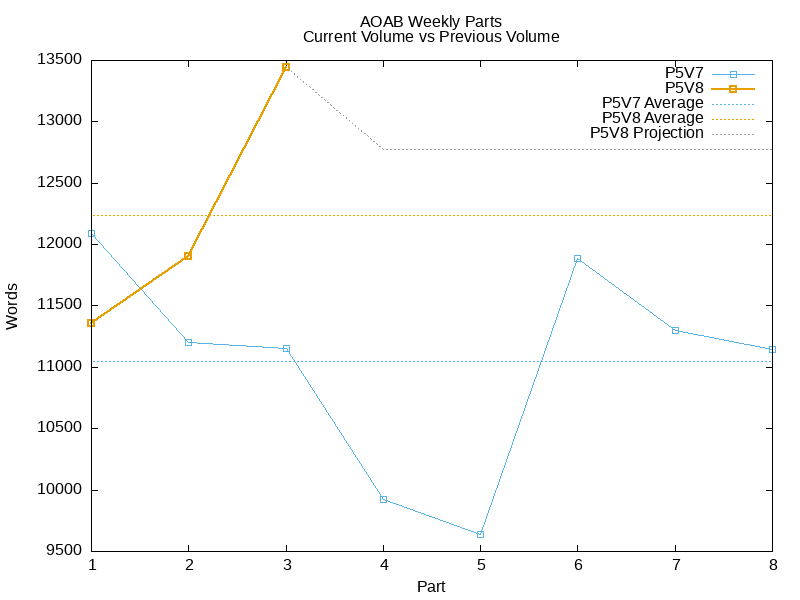 AOAB Weekly Parts
Current Volume vs Previous Volume
13500
13000
12500
12000
11500
11000
10500
10000
9500
Words
P5V7
P5V8
P5V7 Average
P5V8 Average
P5V8 Projection
1 2 3 4 5 6 7 8
Part